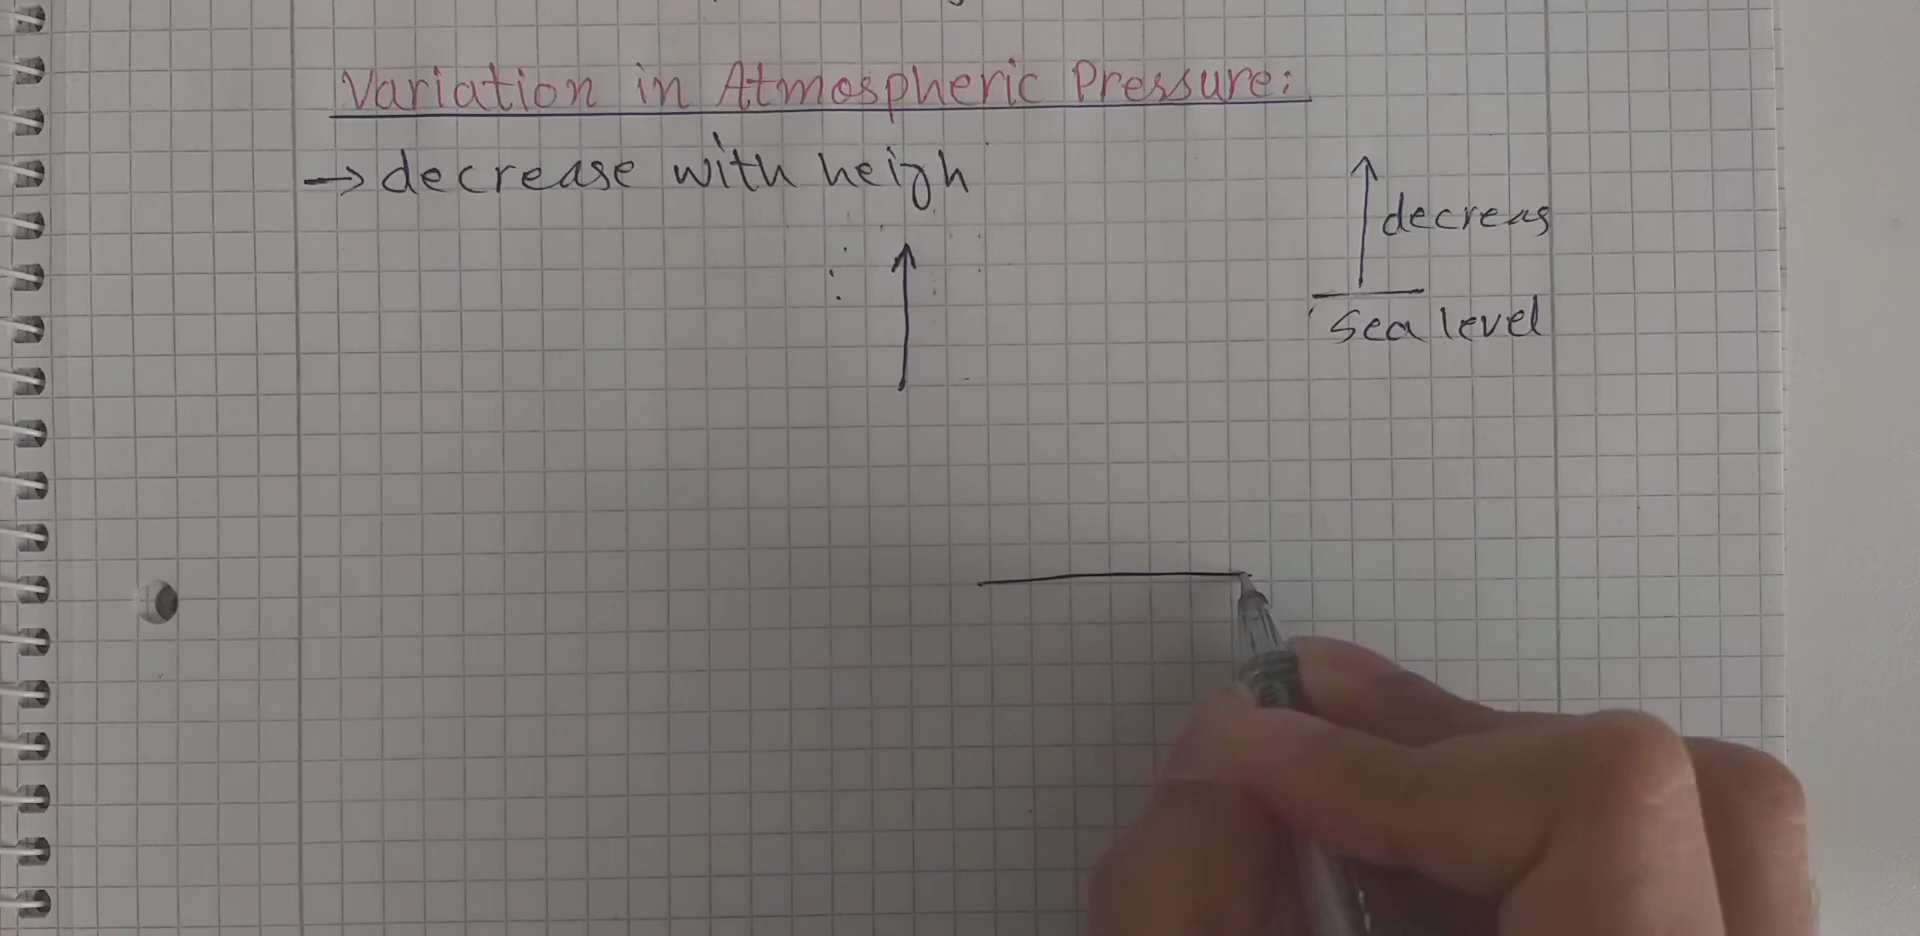 Variation in Atmospheric Pressure:
→ decrease with heigh
decreas
sea level